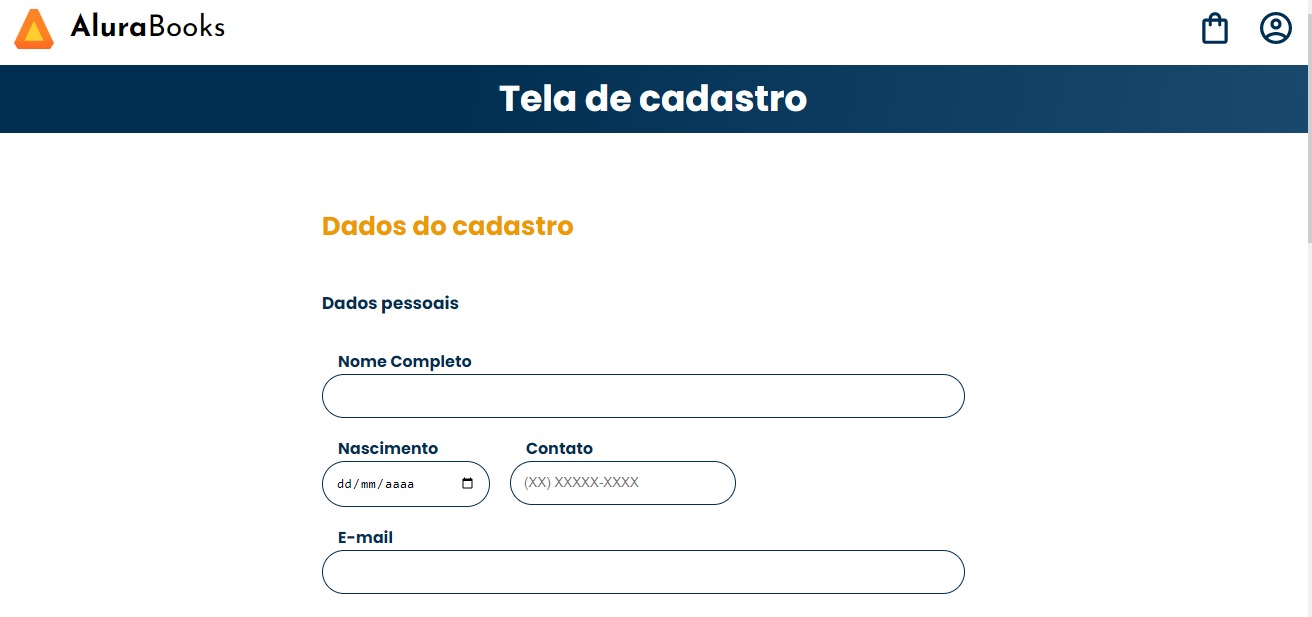 AluraBooks
Tela de cadastro
Dados do cadastro
Dados pessoais
Nome Completo
Nascimento Contato
dd/mm/aaaa (XX) XXXXX-XXXX
E-mail